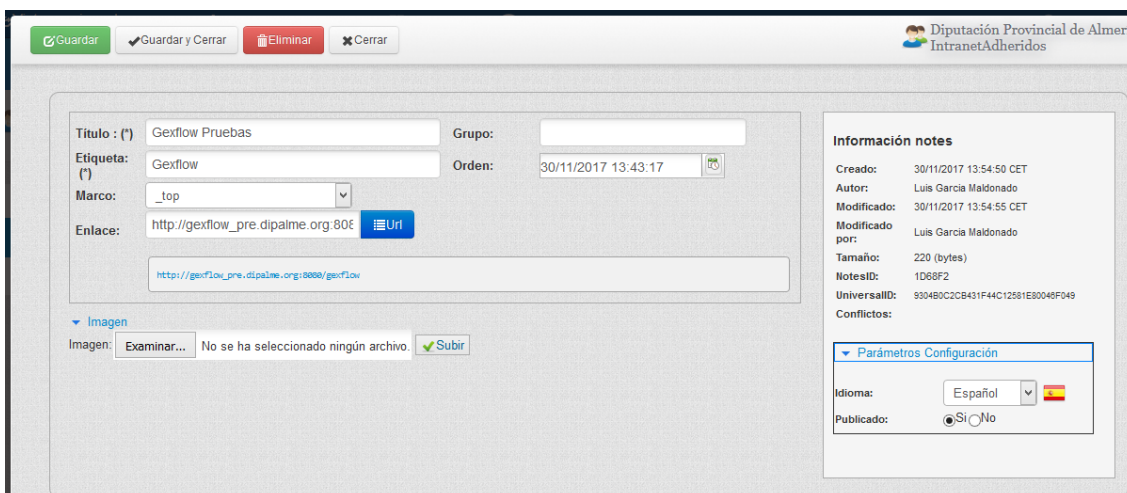 Guardar Guardar y Cerrar Eliminar Cerrar
Diputación Provincial de Almer
IntranetAdheridos
Título : (*) Gexflow Pruebas Grupo:
Etiqueta: (*) Gexflow Orden: 30/11/2017 13:43:17
Marco: _top
Enlace: http://gexflow_pre.dipalme.org:808 Url
http://gexflow_pre.dipalme.org:8080/gexflow
Imagen
Imagen: Examinar... No se ha seleccionado ningún archivo. Subir
Información notes
Creado: 30/11/2017 13:54:50 CET
Autor: Luis Garcia Maldonado
Modificado: 30/11/2017 13:54:55 CET
Modificado por: Luis Garcia Maldonado
Tamaño: 220 (bytes)
NotesID: 1D68F2
UniversalID: 9304B0C2CB431F44C12581E80046F049
Conflictos:
Parámetros Configuración
Idioma: Español
Publicado: Si No